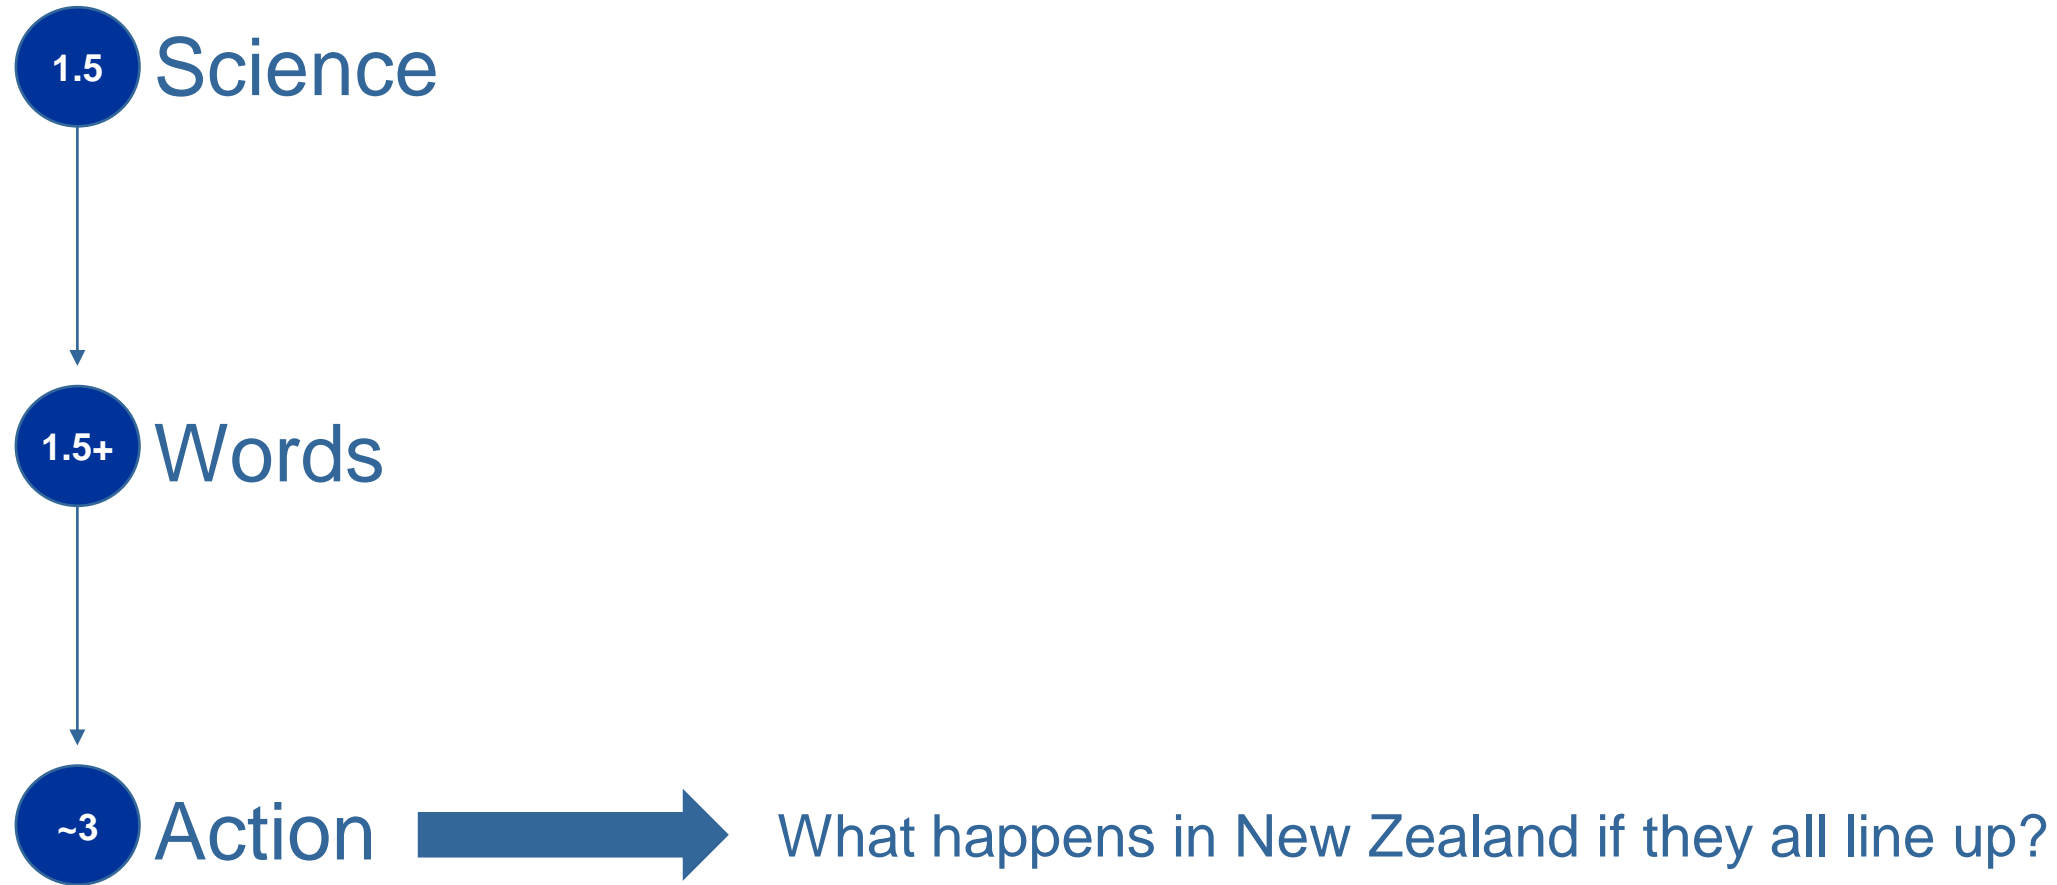 1.5 Science
1.5+ Words
~3 Action What happens in New Zealand if they all line up?